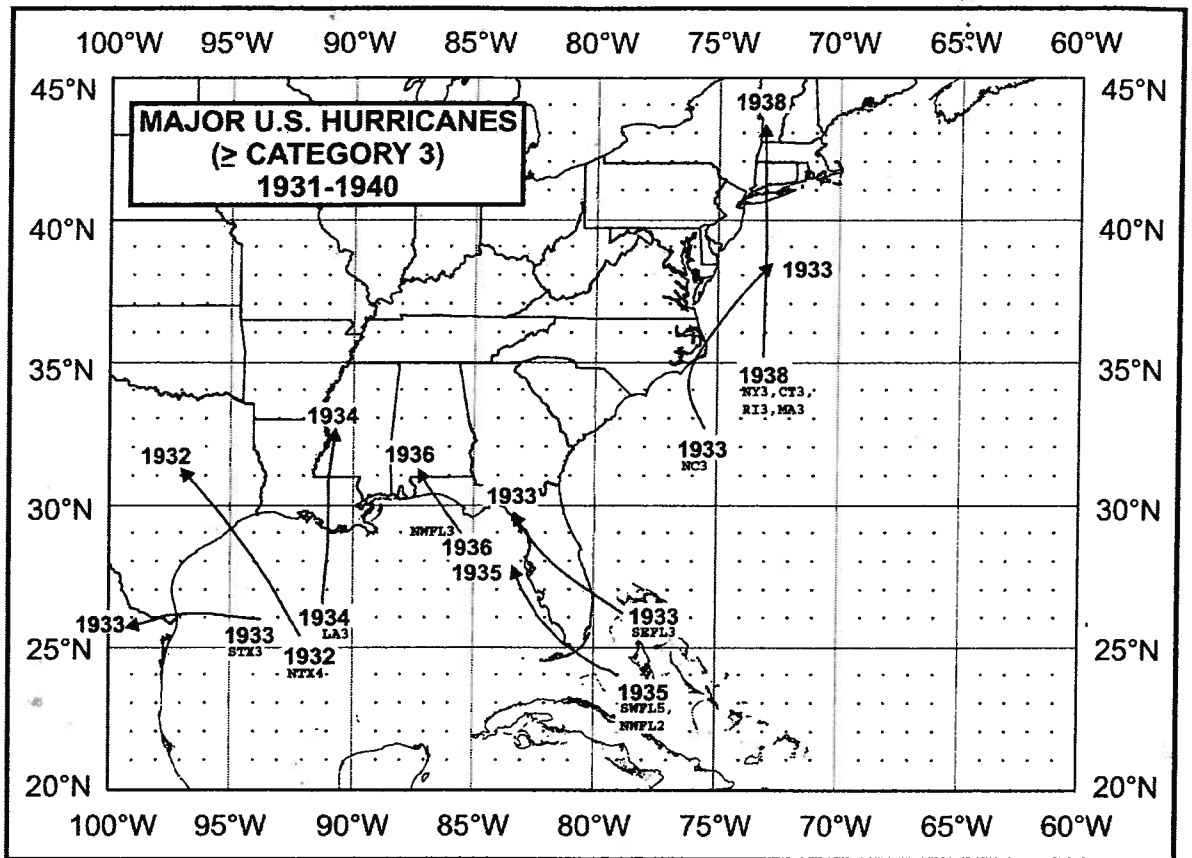 100°W 95°W 90°W 85°W 80°W 75°W 70°W 65°W 60°W
45°N 45°N
MAJOR U.S. HURRICANES
(≥ CATEGORY 3)
1931-1940
1938
40°N 40°N
1933
35°N 35°N
1938
NY3,CT3,
RI3,MA3
1934
1933
NC3
1932
1936
1933
30°N 30°N
NWFL3
1936
1935
1933
1934
LA3
1933
SEFL3
1933
STX3
1932
NTX4
25°N 25°N
1935
SWFL5,
NWFL2
20°N 20°N
100°W 95°W 90°W 85°W 80°W 75°W 70°W 65°W 60°W